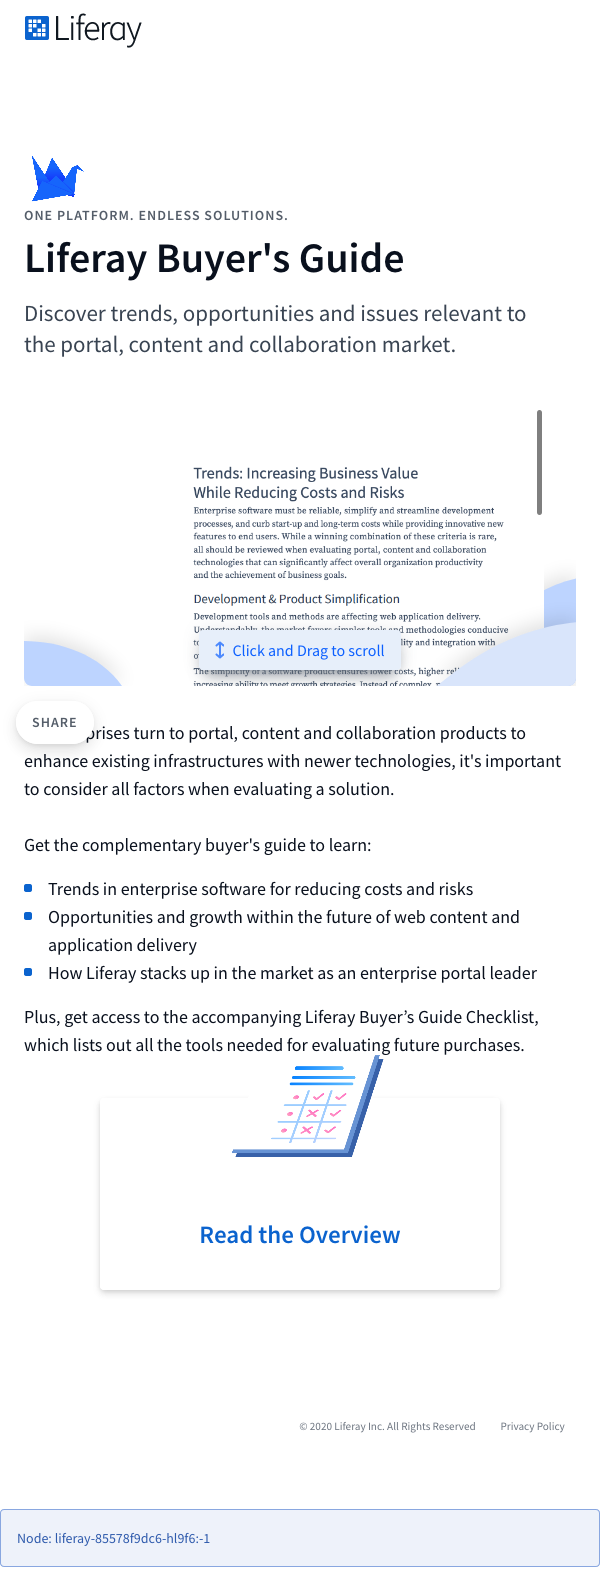 Liferay
ONE PLATFORM. ENDLESS SOLUTIONS.
Liferay Buyer's Guide
Discover trends, opportunities and issues relevant to
the portal, content and collaboration market.
Trends: Increasing Business Value
While Reducing Costs and Risks
Enterprise software must be reliable, simplify and streamline development
processes, and curb start-up and long-term costs while providing innovative new
features to end users. While a winning combination of these criteria is rare,
all should be reviewed when evaluating portal, content and collaboration
technologies that can significantly affect overall organization productivity
and the achievement of business goals.
Development & Product Simplification
Development tools and methods are affecting web application delivery.
Understandably, the market favors simpler tools and methodologies conducive
and integration with
Click and Drag to scroll
The simplicity of a software product ensures lower costs, higher
increasing ability to meet growth strategies. Instead of
SHARE
prises turn to portal, content and collaboration products to
enhance existing infrastructures with newer technologies, it's important
to consider all factors when evaluating a solution.
Get the complementary buyer's guide to learn:
Trends in enterprise software for reducing costs and risks
Opportunities and growth within the future of web content and
application delivery
How Liferay stacks up in the market as an enterprise portal leader
Plus, get access to the accompanying Liferay Buyer’s Guide Checklist,
which lists out all the tools needed for evaluating future purchases.
Read the Overview
© 2020 Liferay Inc. All Rights Reserved Privacy Policy
Node: liferay-85578f9dc6-hl9f6:-1